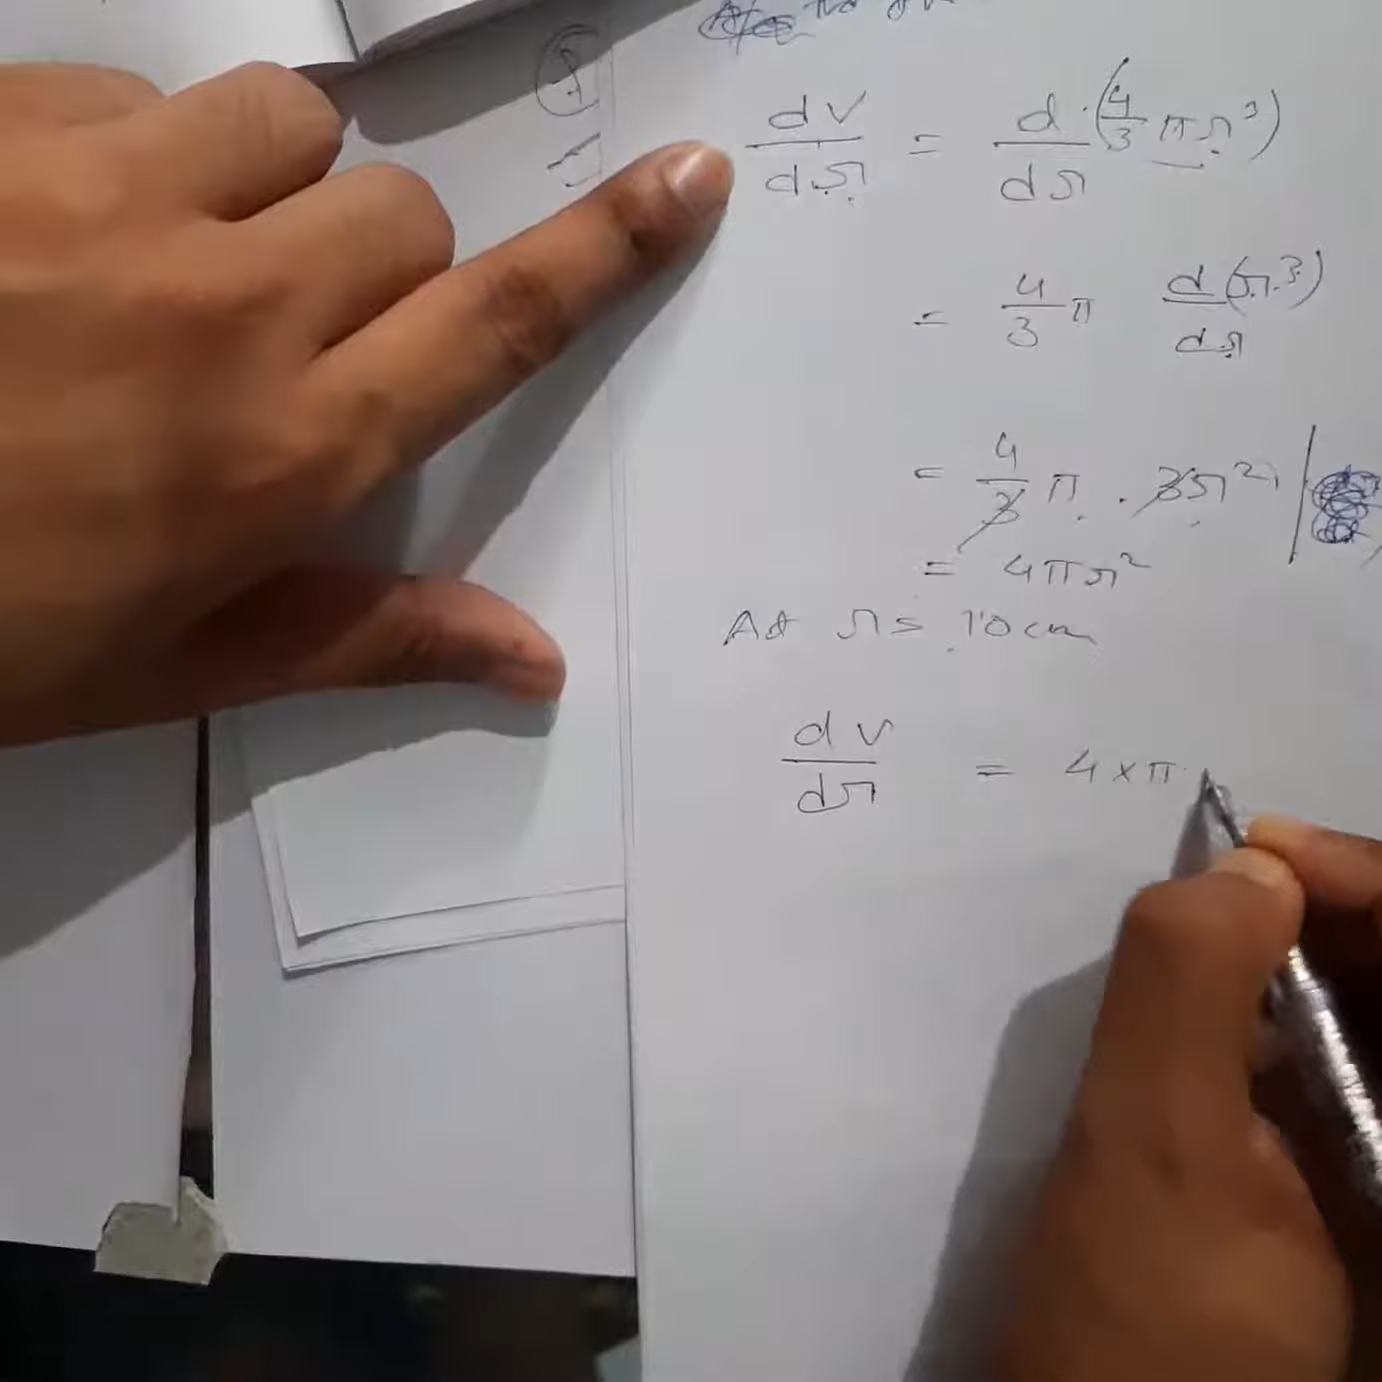 dv/dr = d/dr (4/3 πr³)
= 4/3 π d(r³)/dr
= 4/3 π . 3r²
= 4πr²
At r = 10 cm
dv/dr = 4 × π